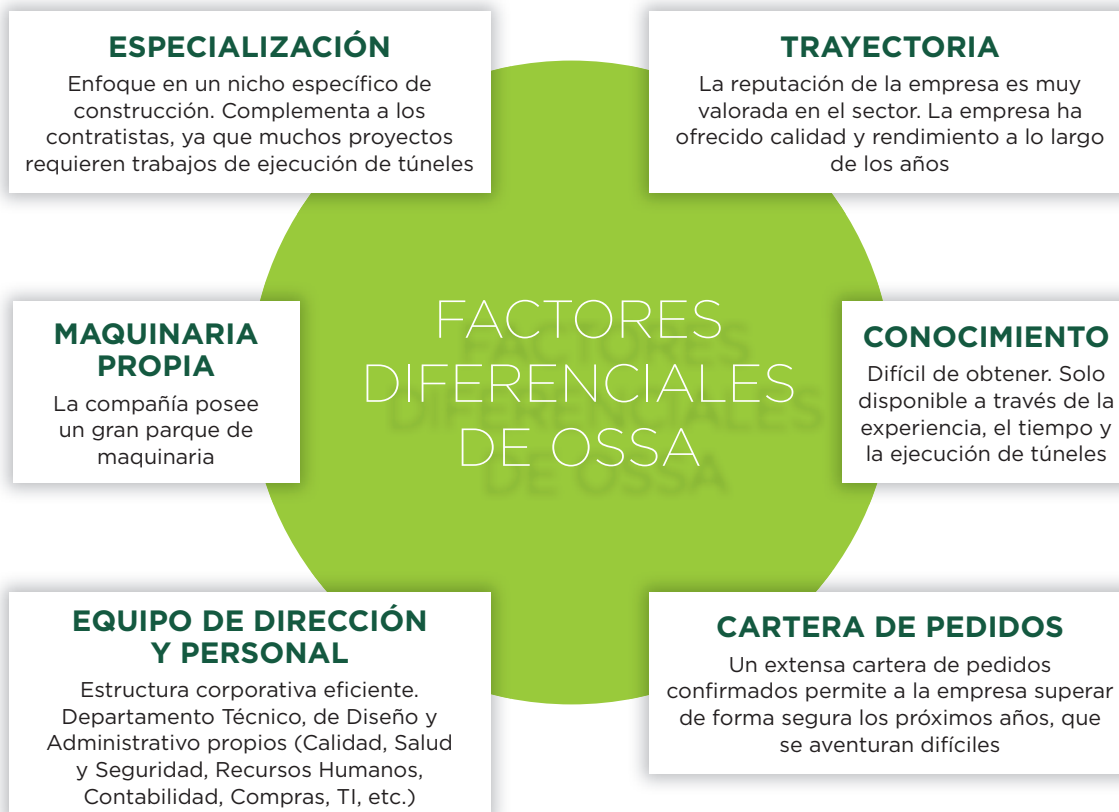 ESPECIALIZACIÓN
Enfoque en un nicho específico de
construcción. Complementa a los
contratistas, ya que muchos proyectos
requieren trabajos de ejecución de túneles
TRAYECTORIA
La reputación de la empresa es muy
valorada en el sector. La empresa ha
ofrecido calidad y rendimiento a lo largo
de los años
MAQUINARIA
PROPIA
La compañía posee
un gran parque de
maquinaria
FACTORES
DIFERENCIALES
DE OSSA
CONOCIMIENTO
Difícil de obtener. Solo
disponible a través de la
experiencia, el tiempo y
la ejecución de túneles
EQUIPO DE DIRECCIÓN
Y PERSONAL
Estructura corporativa eficiente.
Departamento Técnico, de Diseño y
Administrativo propios (Calidad, Salud
y Seguridad, Recursos Humanos,
Contabilidad, Compras, TI, etc.)
CARTERA DE PEDIDOS
Un extensa cartera de pedidos
confirmados permite a la empresa superar
de forma segura los próximos años, que
se aventuran difíciles